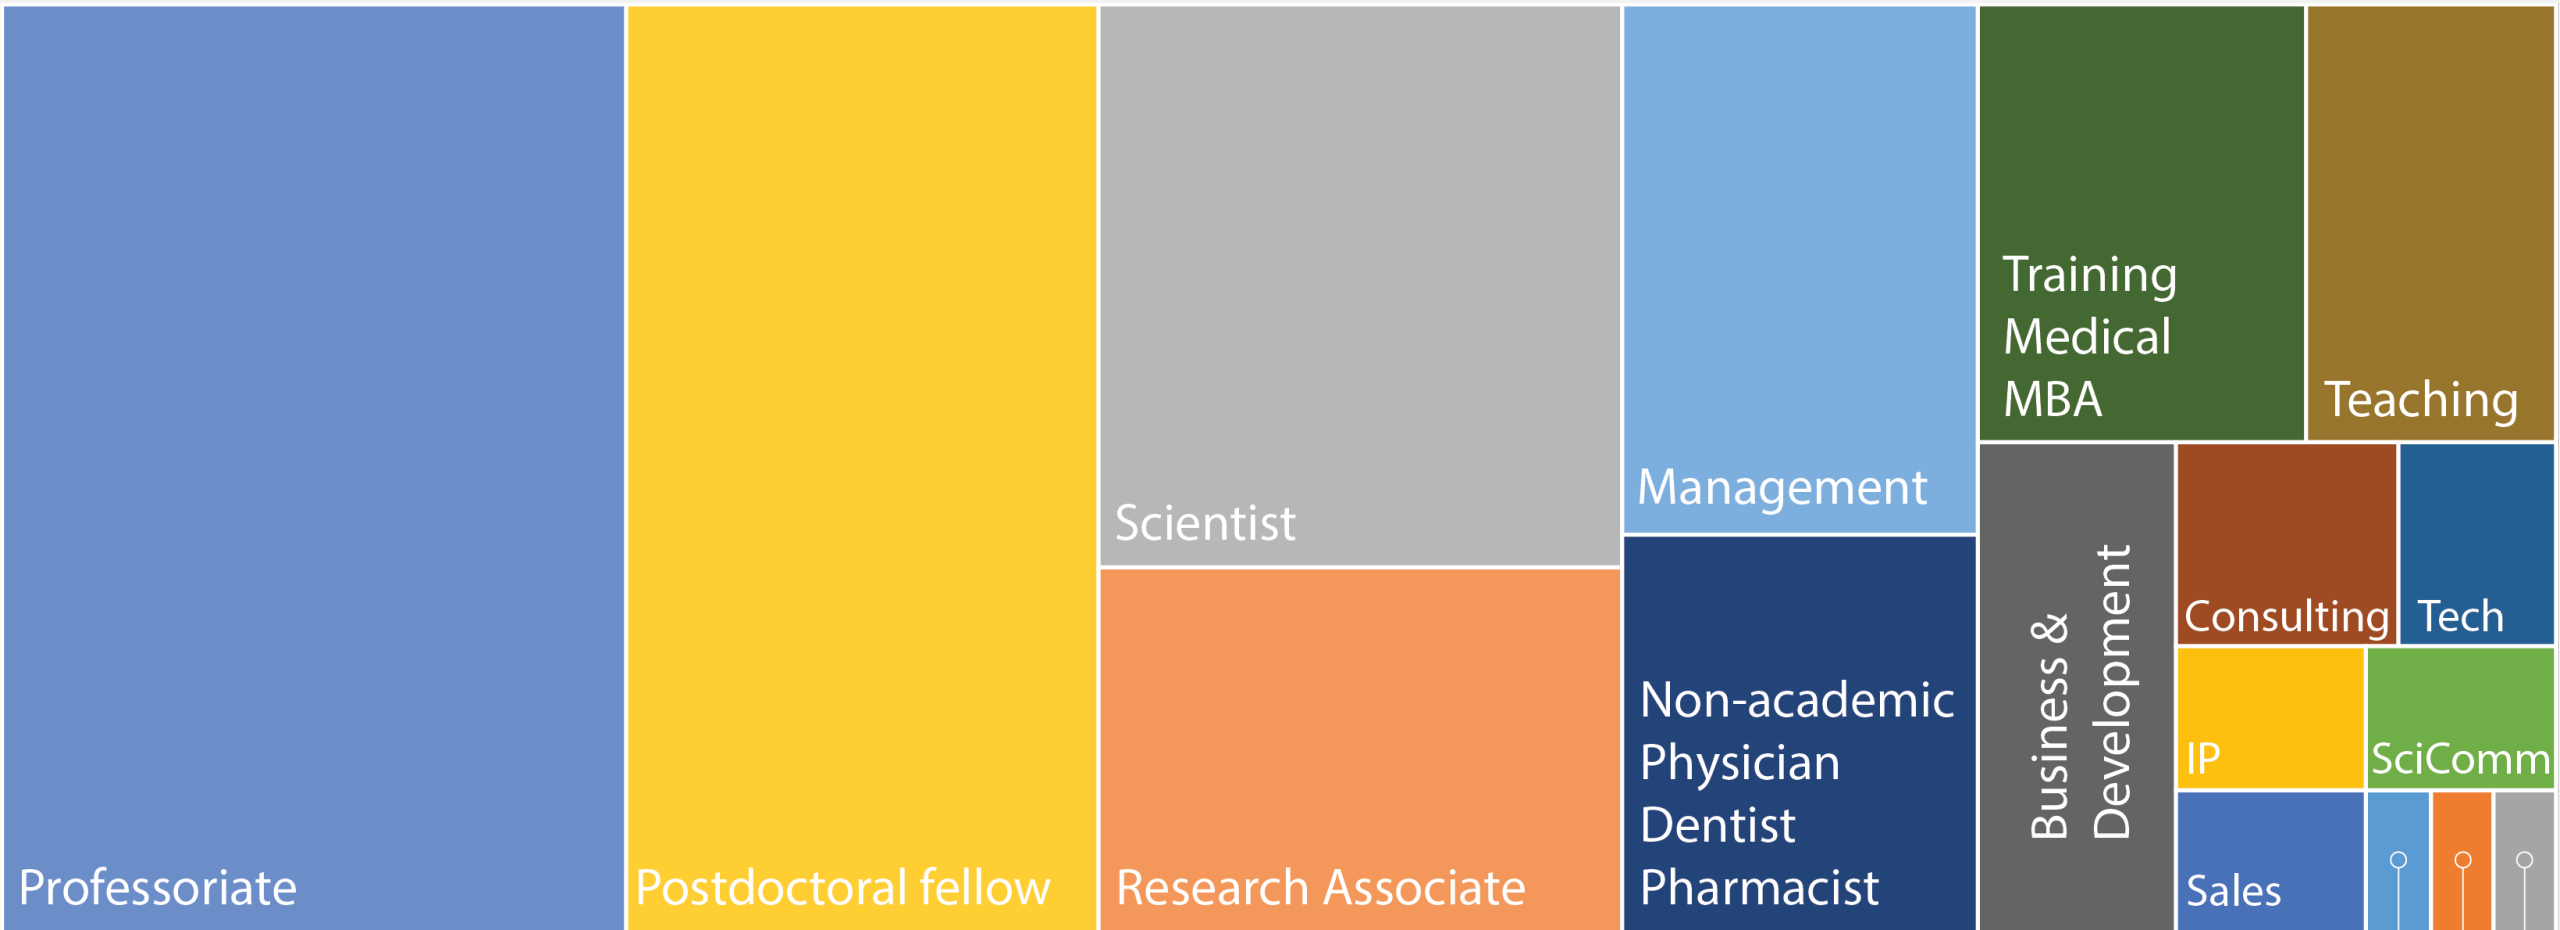 Professoriate
Postdoctoral fellow
Scientist
Research Associate
Management
Non-academic
Physician
Dentist
Pharmacist
Training
Medical
MBA
Teaching
Business &
Development
Consulting
Tech
IP
SciComm
Sales